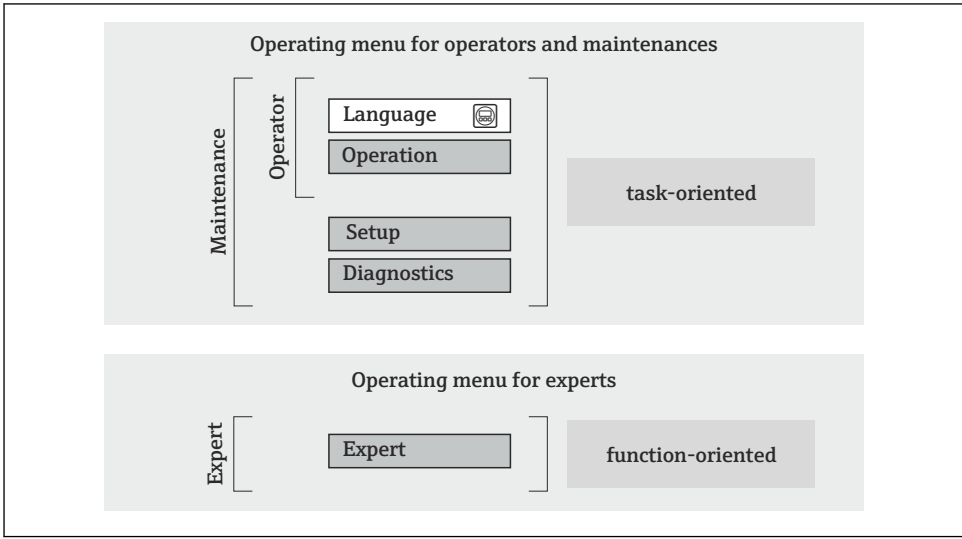 Operating menu for operators and maintenances
Maintenance
Operator
Language
Operation
Setup
Diagnostics
task-oriented
Operating menu for experts
Expert
Expert
function-oriented